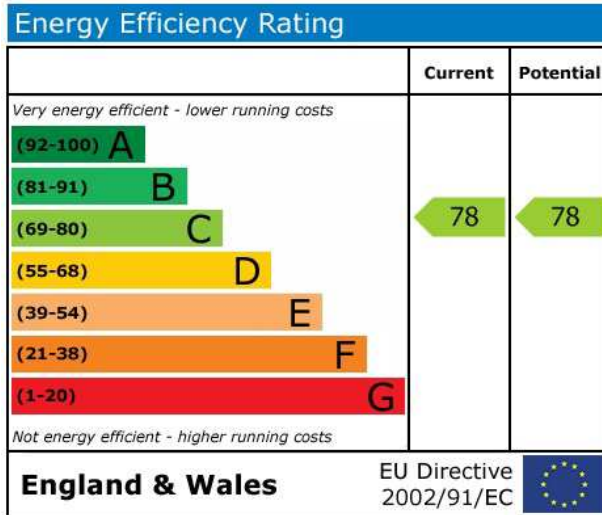 Energy Efficiency Rating
Current Potential
Very energy efficient - lower running costs
(92-100) A
(81-91) B
(69-80) C 78 78
(55-68) D
(39-54) E
(21-38) F
(1-20) G
Not energy efficient - higher running costs
England & Wales EU Directive
2002/91/EC